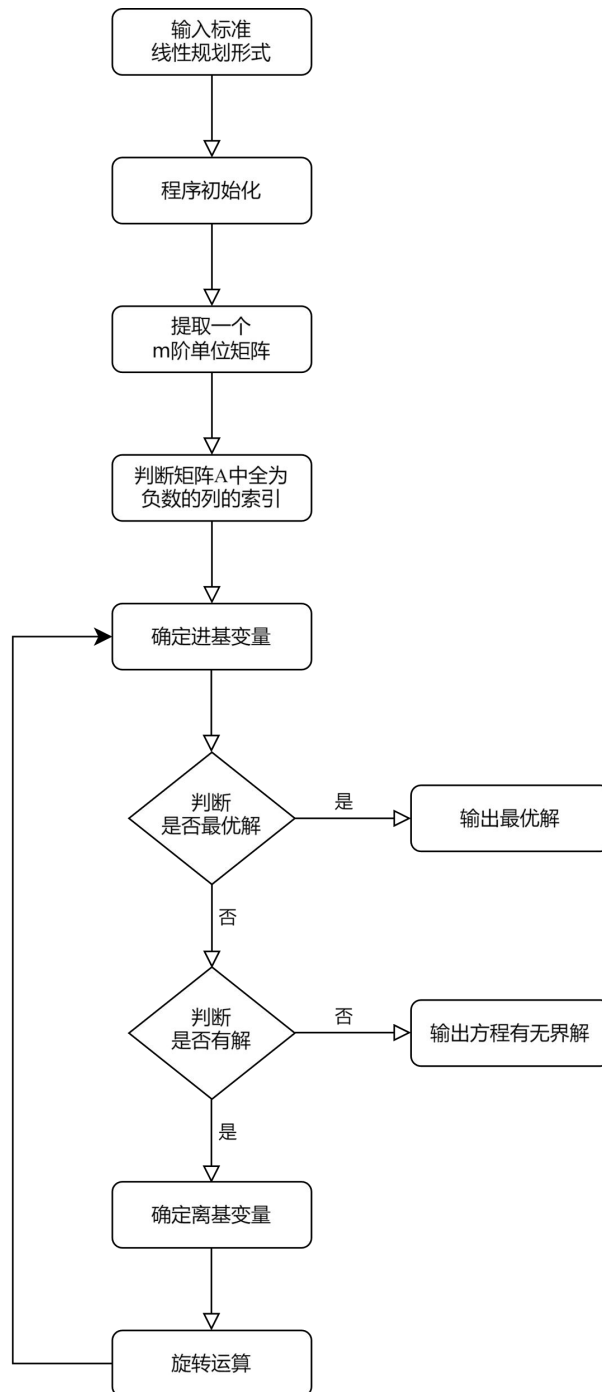 输入标准
线性规划形式
程序初始化
提取一个
m阶单位矩阵
判断矩阵A中全为
负数的列的索引
确定进基变量
判断
是否最优解
是
输出最优解
否
判断
是否有解
否
输出方程有无界解
是
确定离基变量
旋转运算